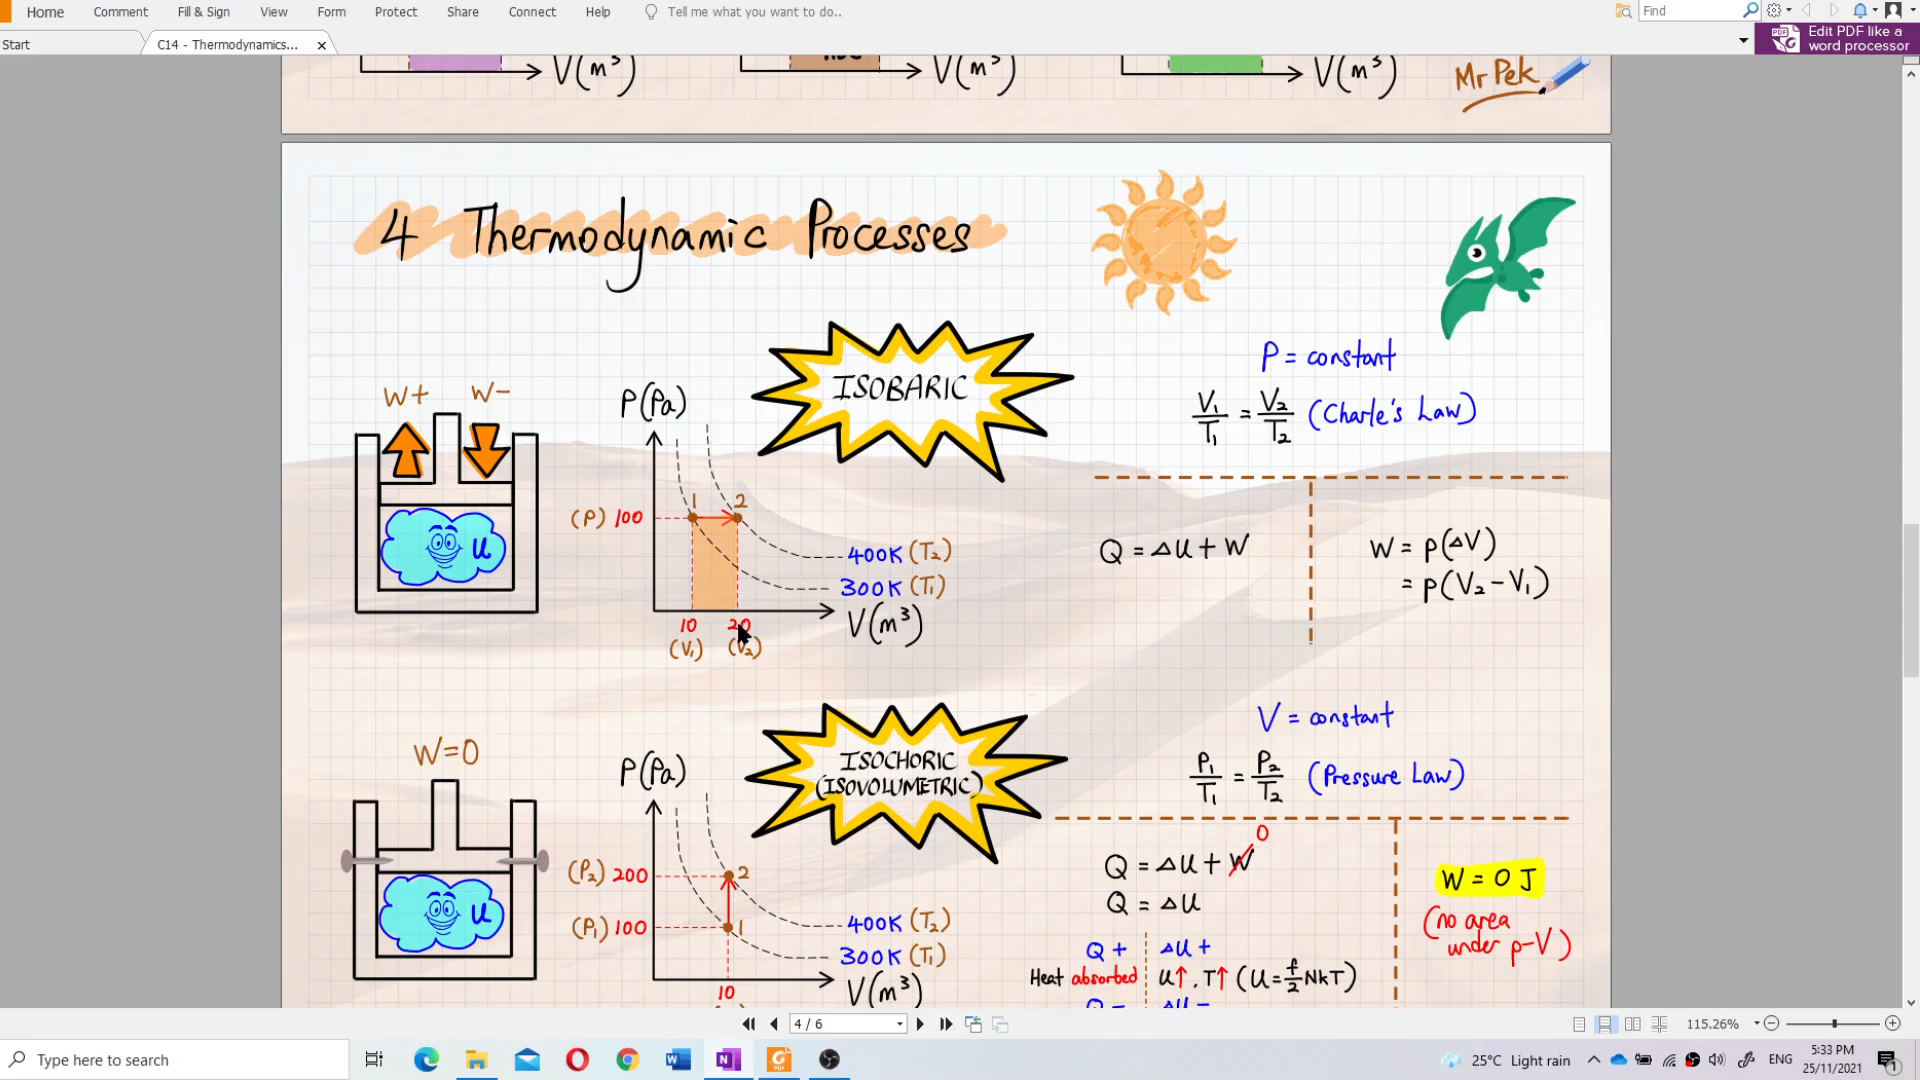 Home Comment Fill & Sign View Form Protect Share Connect Help Tell me what you want to do.. Find
Start C14 - Thermodynamics... × Edit PDF like a
word processor
V(m³) V(m³) V(m³) Mr Pek
4 Thermodynamic Processes
ISOBARIC
P = constant
V₁/T₁ = V₂/T₂ (Charle's Law)
W+ W-
P(Pa)
1 2
(P) 100
400K (T₂)
300K (T₁)
10 20
(V₁) (V₂)
V(m³)
U
Q = ΔU + W
W = p(ΔV)
= p(V₂ - V₁)
ISOCHORIC
(ISOVOLUMETRIC)
V = constant
P₁/T₁ = P₂/T₂ (Pressure Law)
W=0
P(Pa)
(P₂) 200 2
(P₁) 100 1
400K (T₂)
300K (T₁)
10
V(m³)
U
0
Q = ΔU + W
Q = ΔU
Q + ΔU +
Heat absorbed U↑ . T↑ (U = f/2 NkT)
Q - ΔU -
W = 0 J
(no area
under p-V)
4 / 6 115.26%
Type here to search 25°C Light rain ENG 5:33 PM
25/11/2021 1